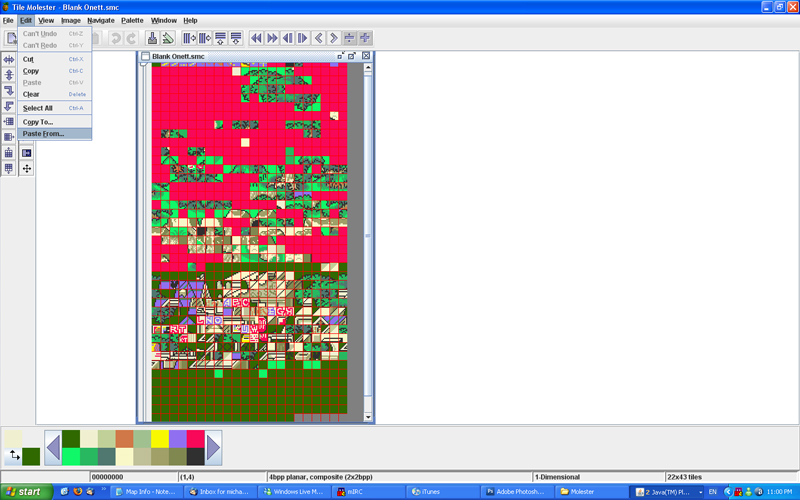 Tile Molester - Blank Onett.smc
File Edit View Image Navigate Palette Window Help
Can't Undo Ctrl-Z
Can't Redo Ctrl-Y
Cut Ctrl-X
Copy Ctrl-C
Paste Ctrl-V
Clear Delete
Select All Ctrl-A
Copy To...
Paste From...
Blank Onett.smc
00000000 (1,4) 4bpp planar, composite (2x2bpp) 1-Dimensional 22x43 tiles
start Map Info - Note... Inbox for micha... Windows Live M... mIRC iTunes Adobe Photosh... Molester 2 Java(TM) Pl... EN 11:00 PM